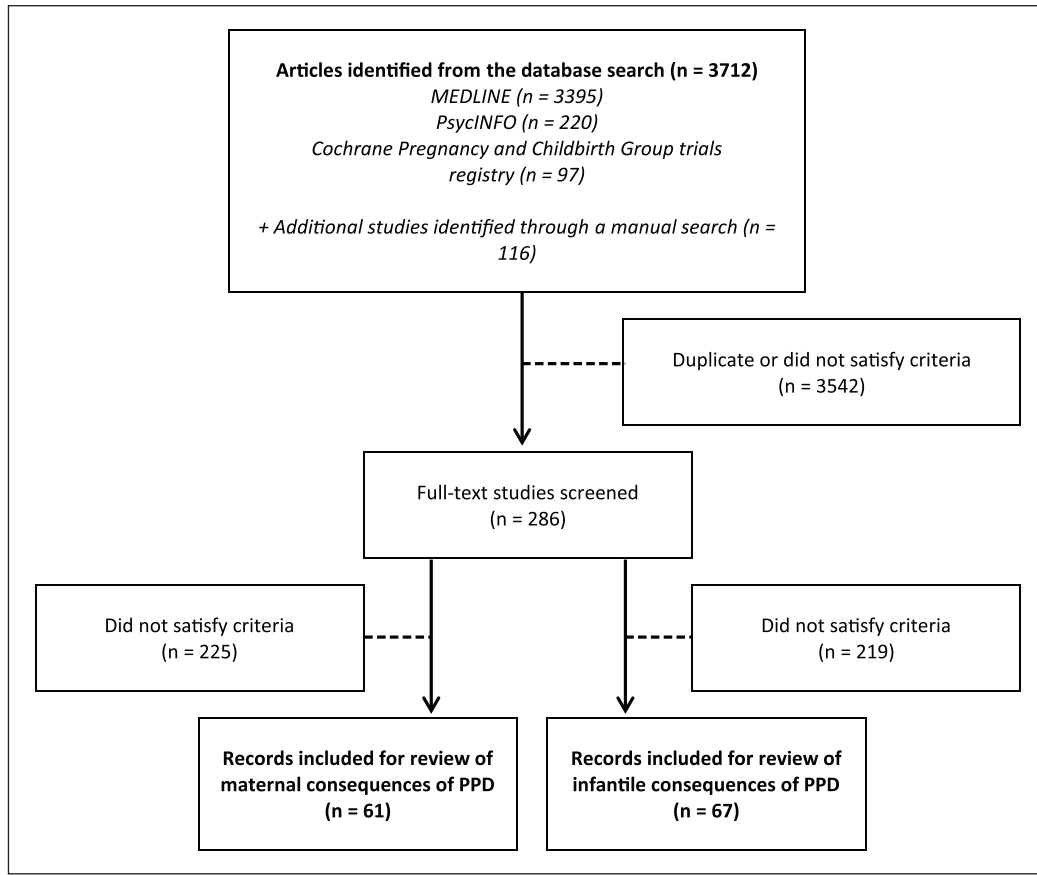 Articles identified from the database search (n = 3712)
MEDLINE (n = 3395)
PsycINFO (n = 220)
Cochrane Pregnancy and Childbirth Group trials
registry (n = 97)
+ Additional studies identified through a manual search (n =
116)
Duplicate or did not satisfy criteria
(n = 3542)
Full-text studies screened
(n = 286)
Did not satisfy criteria
(n = 225)
Did not satisfy criteria
(n = 219)
Records included for review of
maternal consequences of PPD
(n = 61)
Records included for review of
infantile consequences of PPD
(n = 67)